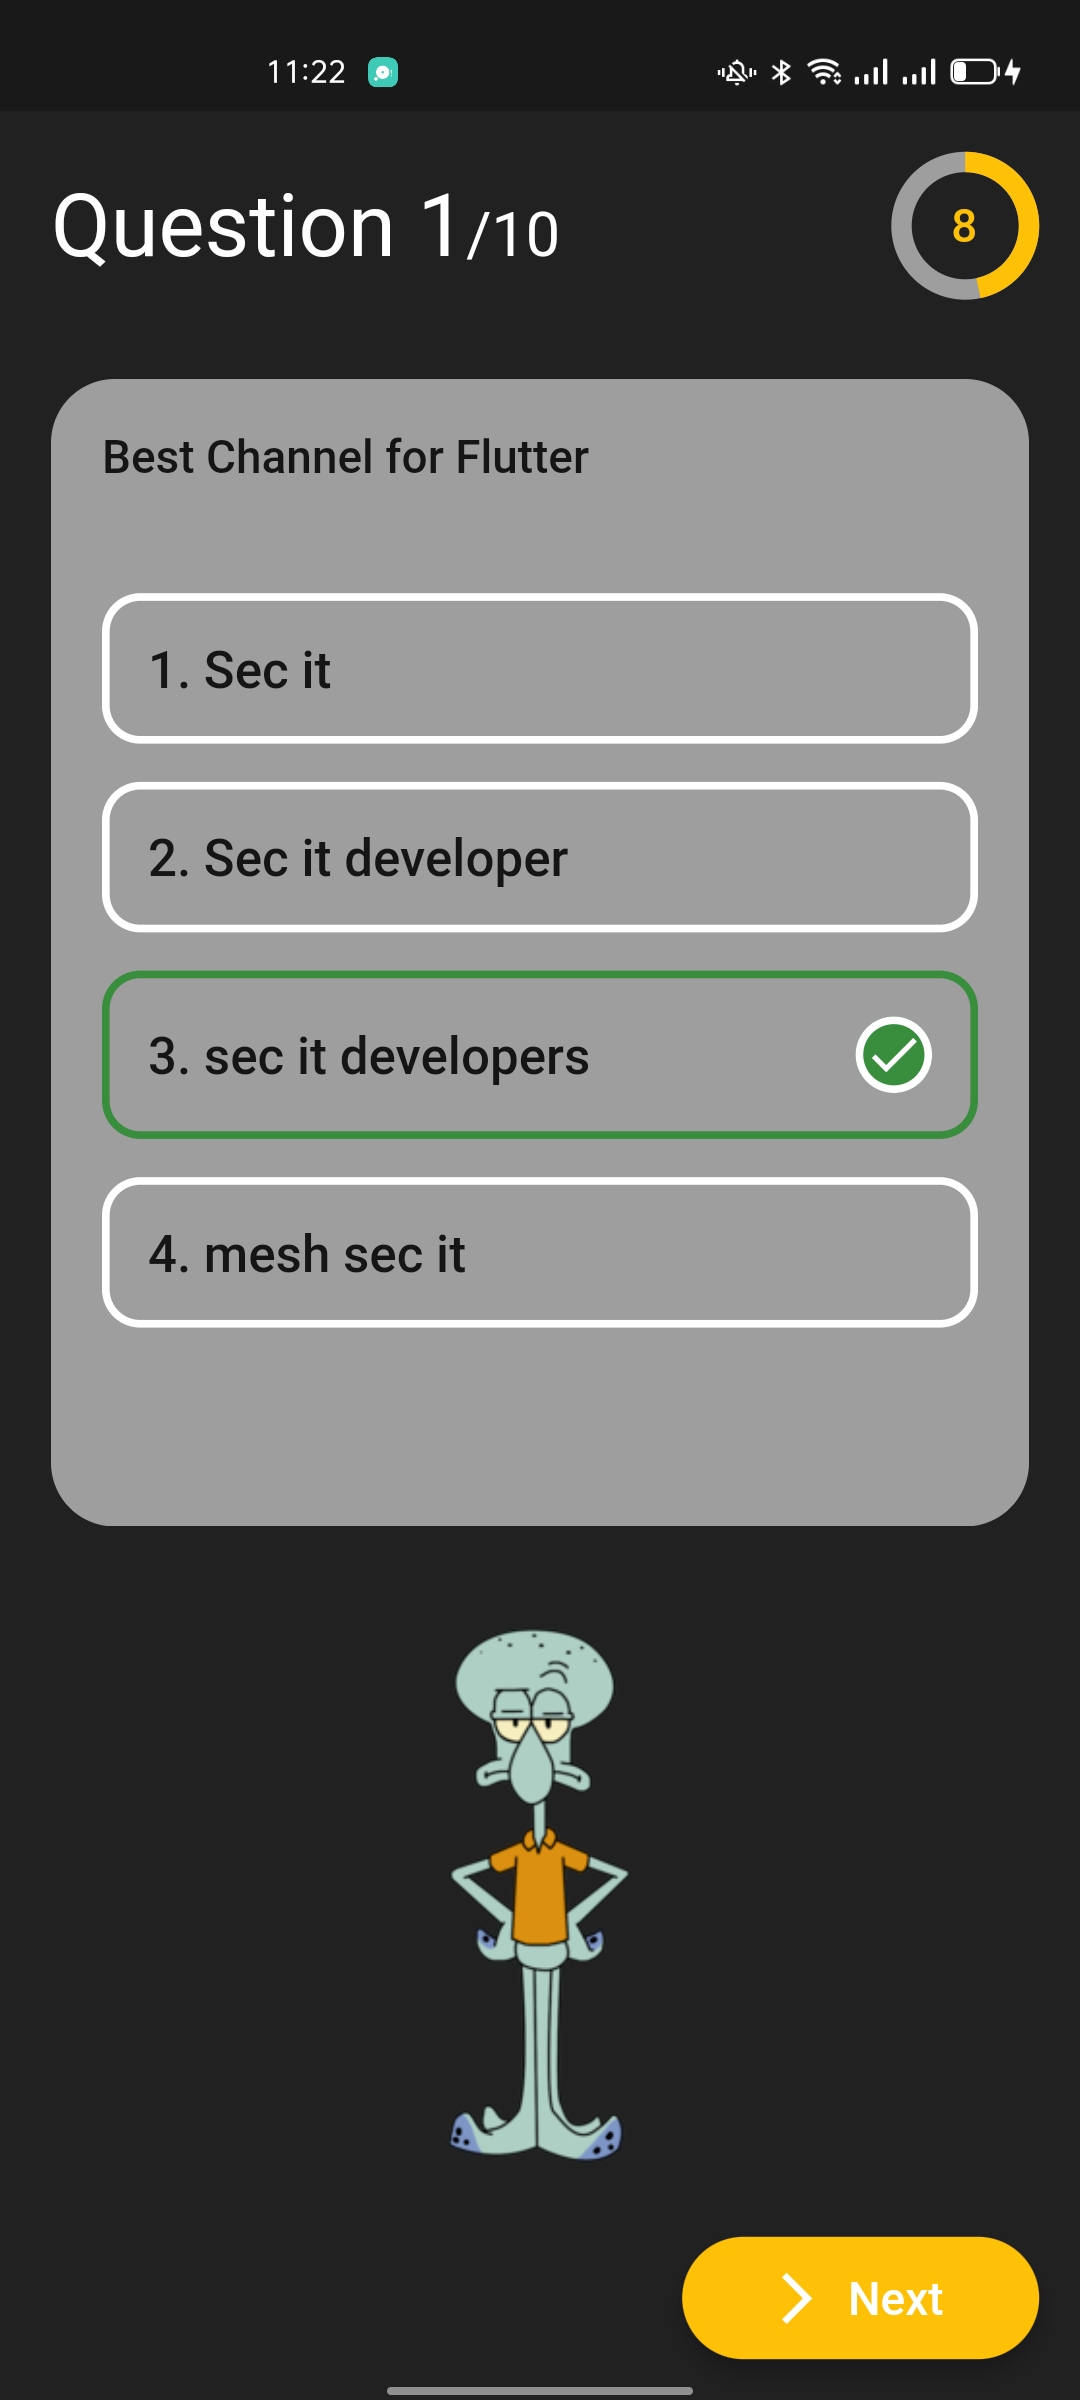 11:22
Question 1/10
8
Best Channel for Flutter
1. Sec it
2. Sec it developer
3. sec it developers
4. mesh sec it
Next